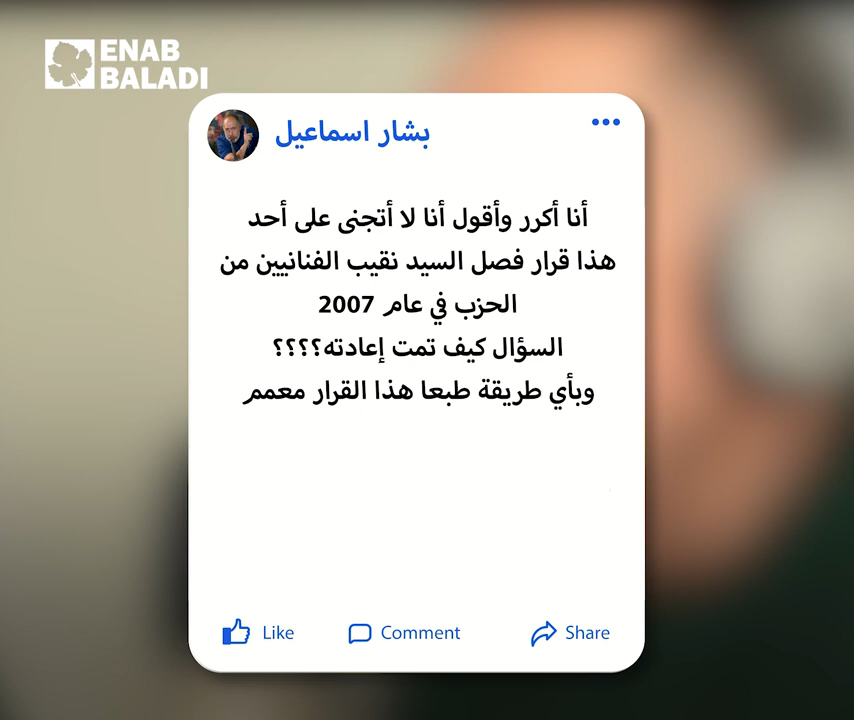 ENAB
BALADI
بشار اسماعيل
أنا أكرر وأقول أنا لا أتجنى على أحد
هذا قرار فصل السيد نقيب الفنانيين من
الحزب في عام 2007
السؤال كيف تمت إعادته؟؟؟؟
وبأي طريقة طبعا هذا القرار معمم
Like
Comment
Share